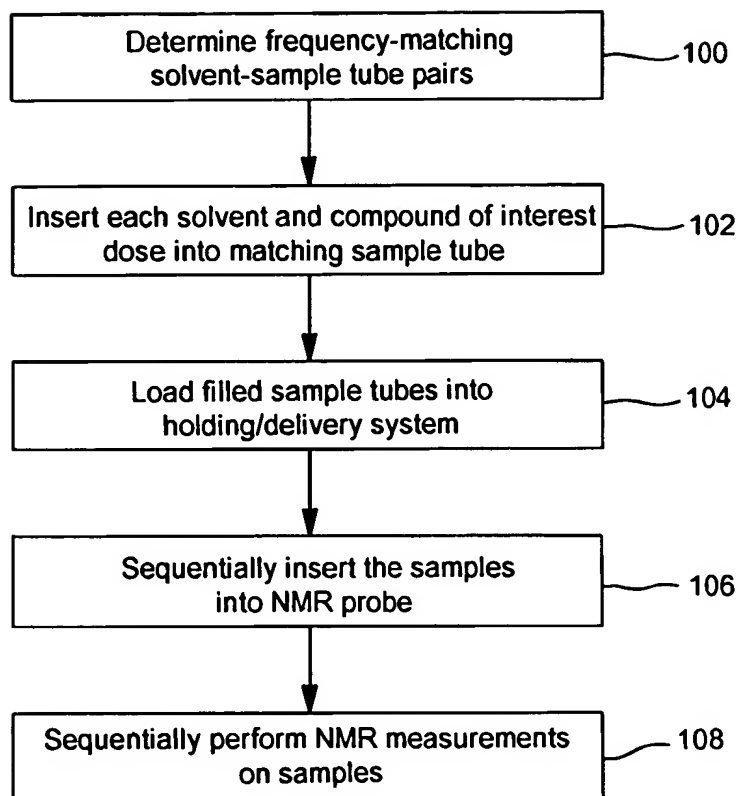 Determine frequency-matching
solvent-sample tube pairs
100
Insert each solvent and compound of interest
dose into matching sample tube
102
Load filled sample tubes into
holding/delivery system
104
Sequentially insert the samples
into NMR probe
106
Sequentially perform NMR measurements
on samples
108